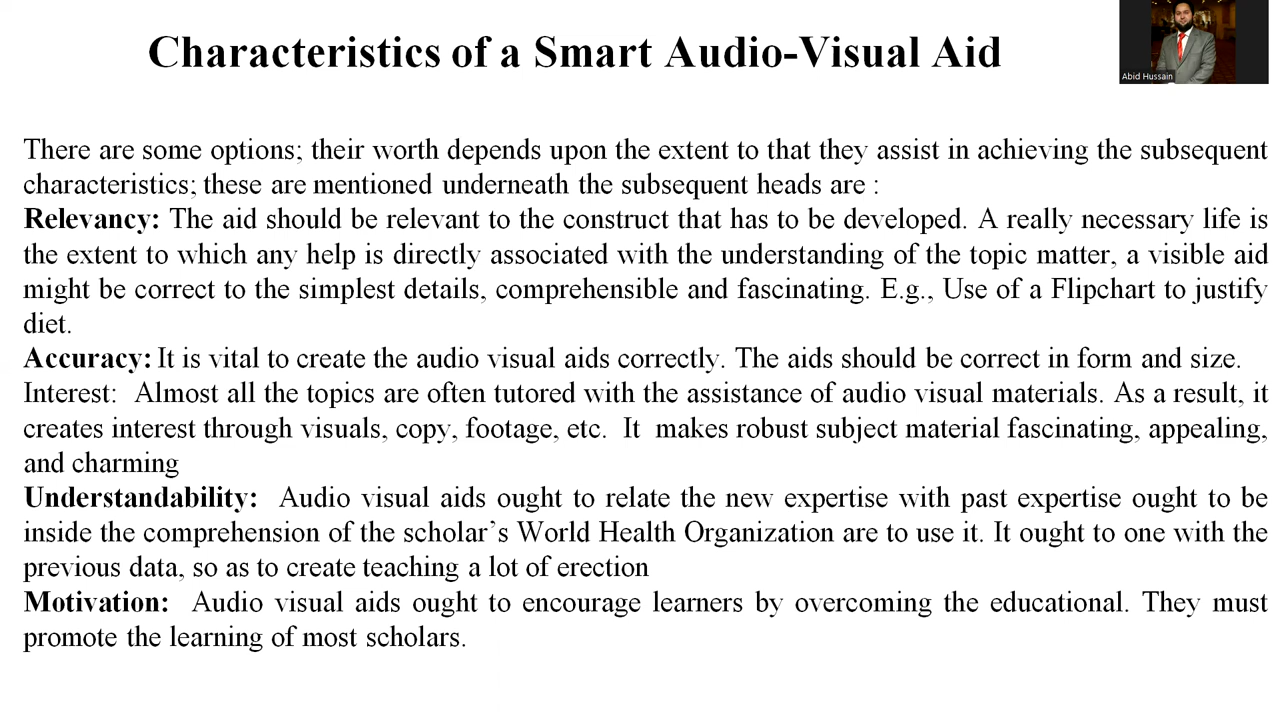 Characteristics of a Smart Audio-Visual Aid
Abid Hussain
There are some options; their worth depends upon the extent to that they assist in achieving the subsequent
characteristics; these are mentioned underneath the subsequent heads are :
Relevancy: The aid should be relevant to the construct that has to be developed. A really necessary life is
the extent to which any help is directly associated with the understanding of the topic matter, a visible aid
might be correct to the simplest details, comprehensible and fascinating. E.g., Use of a Flipchart to justify
diet.
Accuracy: It is vital to create the audio visual aids correctly. The aids should be correct in form and size.
Interest: Almost all the topics are often tutored with the assistance of audio visual materials. As a result, it
creates interest through visuals, copy, footage, etc. It makes robust subject material fascinating, appealing,
and charming
Understandability: Audio visual aids ought to relate the new expertise with past expertise ought to be
inside the comprehension of the scholar’s World Health Organization are to use it. It ought to one with the
previous data, so as to create teaching a lot of erection
Motivation: Audio visual aids ought to encourage learners by overcoming the educational. They must
promote the learning of most scholars.